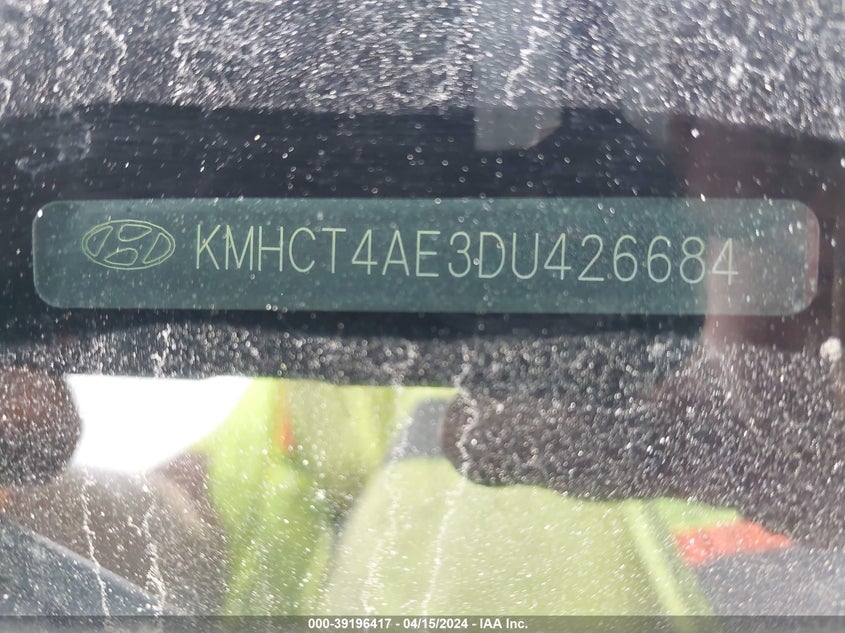 KMHCT4AE3DU426684
000-39196417 - 04/15/2024 - IAA Inc.